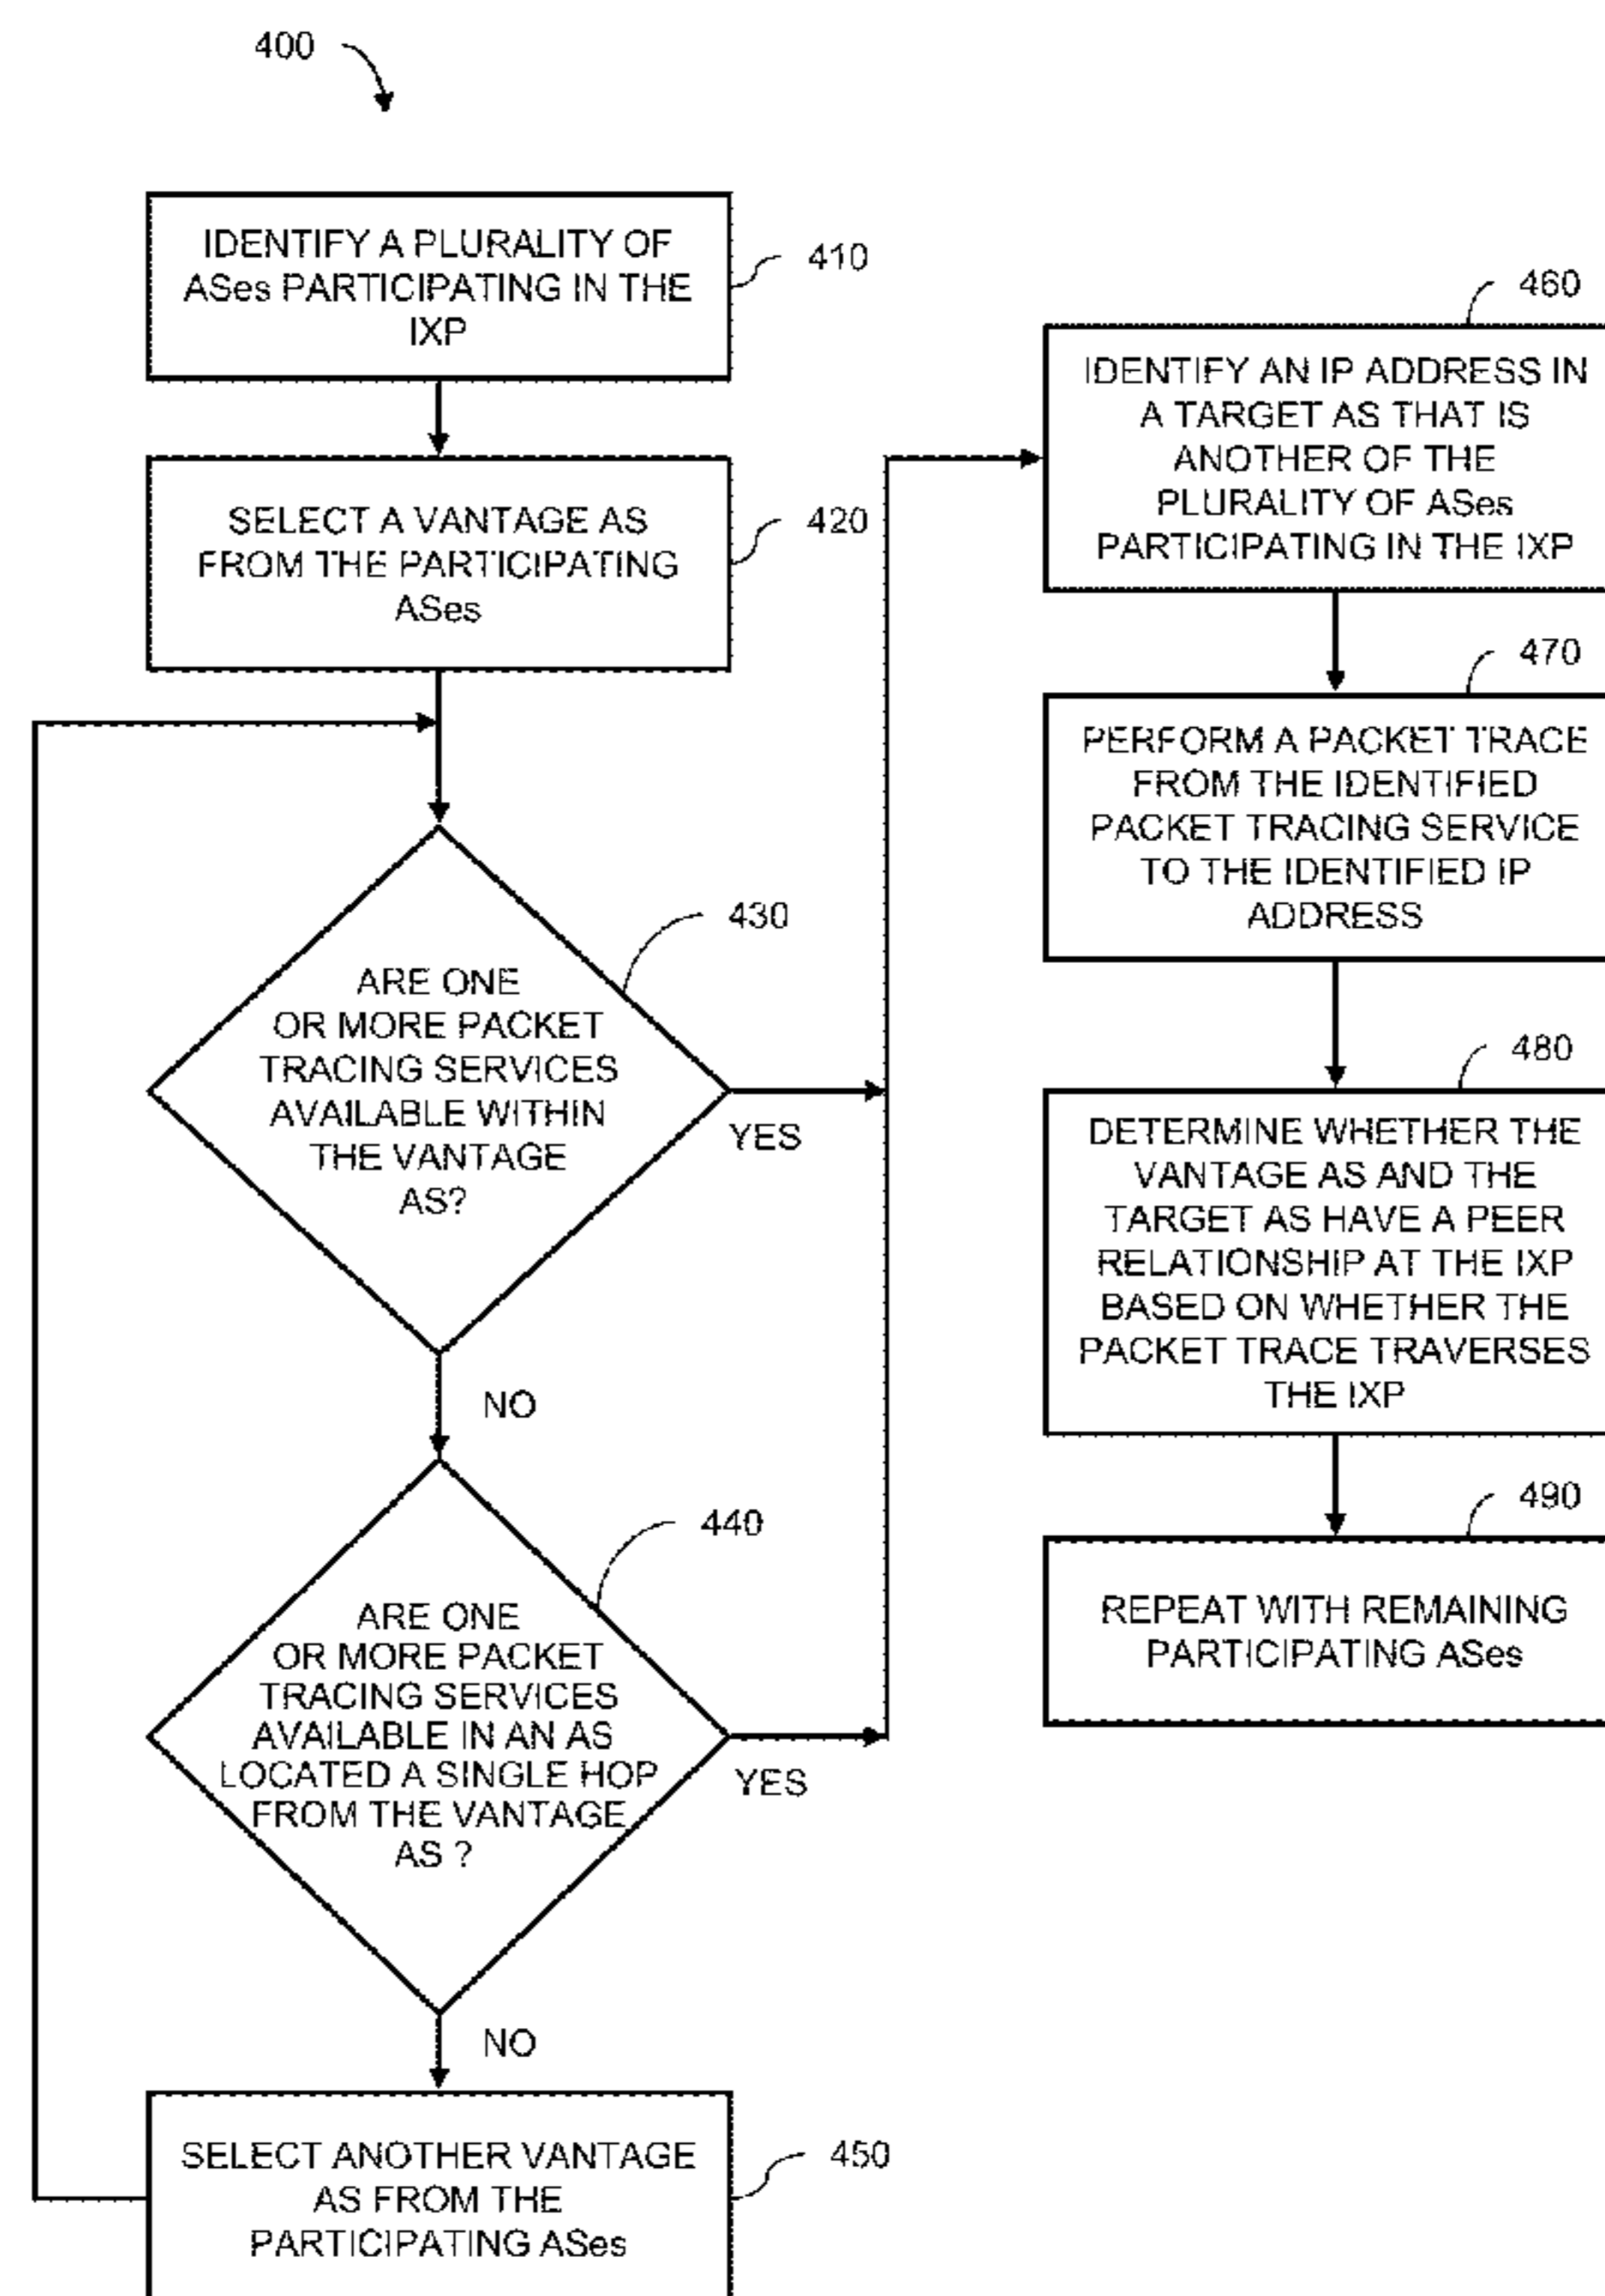 400
IDENTIFY A PLURALITY OF
ASes PARTICIPATING IN THE
IXP
410
SELECT A VANTAGE AS
FROM THE PARTICIPATING
ASes
420
ARE ONE
OR MORE PACKET
TRACING SERVICES
AVAILABLE WITHIN
THE VANTAGE
AS?
430
YES
NO
ARE ONE
OR MORE PACKET
TRACING SERVICES
AVAILABLE IN AN AS
LOCATED A SINGLE HOP
FROM THE VANTAGE
AS ?
440
YES
NO
SELECT ANOTHER VANTAGE
AS FROM THE
PARTICIPATING ASes
450
460
IDENTIFY AN IP ADDRESS IN
A TARGET AS THAT IS
ANOTHER OF THE
PLURALITY OF ASes
PARTICIPATING IN THE IXP
470
PERFORM A PACKET TRACE
FROM THE IDENTIFIED
PACKET TRACING SERVICE
TO THE IDENTIFIED IP
ADDRESS
480
DETERMINE WHETHER THE
VANTAGE AS AND THE
TARGET AS HAVE A PEER
RELATIONSHIP AT THE IXP
BASED ON WHETHER THE
PACKET TRACE TRAVERSES
THE IXP
490
REPEAT WITH REMAINING
PARTICIPATING ASes